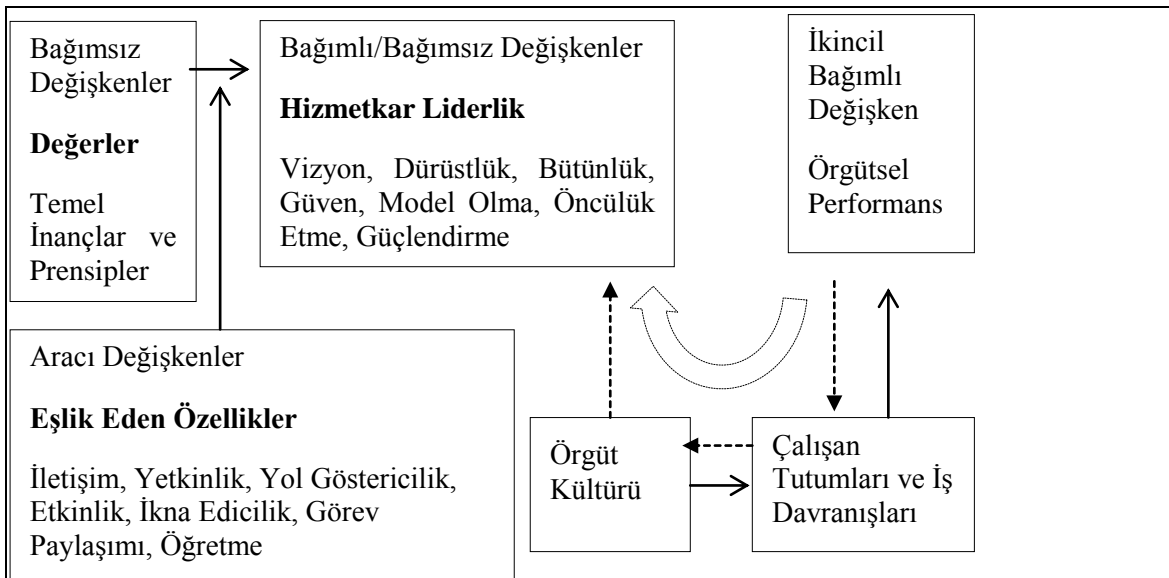 Bağımsız
Değişkenler
Değerler
Temel
İnançlar ve
Prensipler
Bağımlı/Bağımsız Değişkenler
Hizmetkar Liderlik
Vizyon, Dürüstlük, Bütünlük,
Güven, Model Olma, Öncülük
Etme, Güçlendirme
İkincil
Bağımlı
Değişken
Örgütsel
Performans
Aracı Değişkenler
Eşlik Eden Özellikler
İletişim, Yetkinlik, Yol Göstericilik,
Etkinlik, İkna Edicilik, Görev
Paylaşımı, Öğretme
Örgüt
Kültürü
Çalışan
Tutumları ve İş
Davranışları